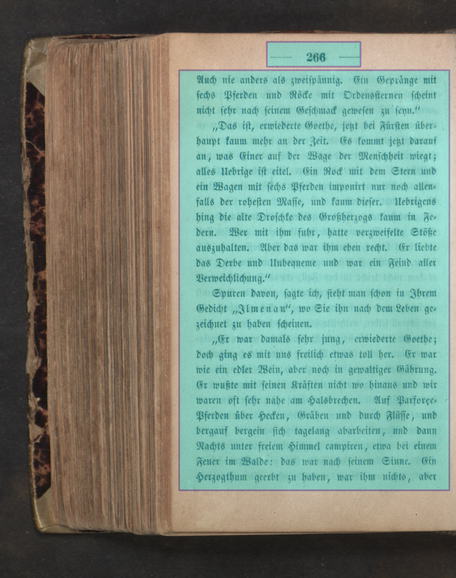 266
Auch nie anders als zweispännig. Ein Gepränge mit
sechs Pferden und Röcke mit Ordenssternen scheint
nicht sehr nach seinem Geschmack gewesen zu seyn.“
„Das ist, erwiederte Goethe, jetzt bei Fürsten über-
haupt kaum mehr an der Zeit. Es kommt jetzt darauf
an, was Einer auf der Wage der Menschheit wiegt;
alles Uebrige ist eitel. Ein Rock mit dem Stern und
ein Wagen mit sechs Pferden imponirt nur noch allen-
falls der rohesten Masse, und kaum dieser. Uebrigens
hing die alte Droschke des Großherzogs kaum in Fe-
dern. Wer mit ihm fuhr, hatte verzweifelte Stöße
auszuhalten. Aber das war ihm eben recht. Er liebte
das Derbe und Unbequeme und war ein Feind aller
Verweichlichung.“
Spuren davon, sagte ich, sieht man schon in Ihrem
Gedicht „Ilmenau“, wo Sie ihn nach dem Leben ge-
zeichnet zu haben scheinen.
„Er war damals sehr jung, erwiederte Goethe;
doch ging es mit uns freilich etwas toll her. Er war
wie ein edler Wein, aber noch in gewaltiger Gährung.
Er wußte mit seinen Kräften nicht wo hinaus und wir
waren oft sehr nahe am Halsbrechen. Auf Parforçe-
Pferden über Hecken, Gräben und durch Flüsse, und
bergauf bergein sich tagelang abarbeiten, und dann
Nachts unter freiem Himmel campiren, etwa bei einem
Feuer im Walde: das war nach seinem Sinne. Ein
Herzogthum geerbt zu haben, war ihm nichts, aber